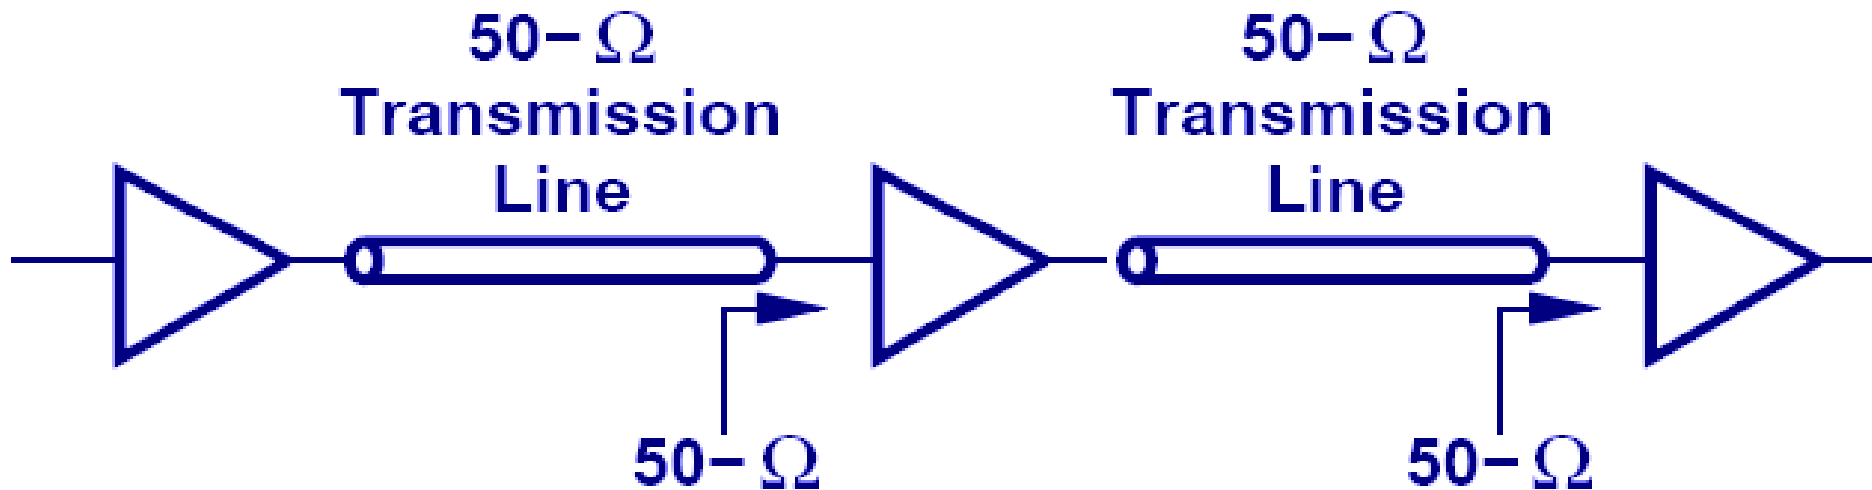 50–Ω
Transmission
Line
50–Ω
Transmission
Line
50–Ω
50–Ω